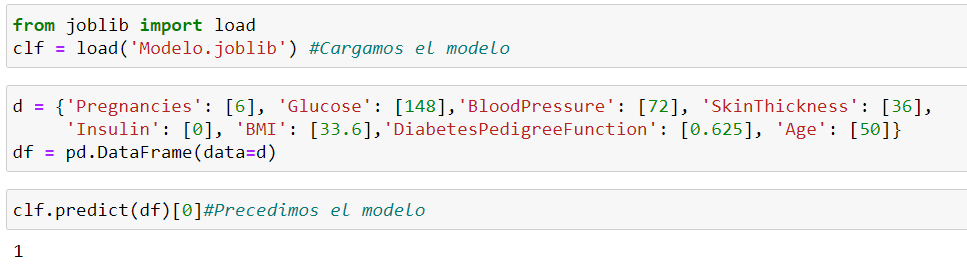 from joblib import load
clf = load('Modelo.joblib') #Cargamos el modelo
d = {'Pregnancies': [6], 'Glucose': [148],'BloodPressure': [72], 'SkinThickness': [36],
'Insulin': [0], 'BMI': [33.6],'DiabetesPedigreeFunction': [0.625], 'Age': [50]}
df = pd.DataFrame(data=d)
clf.predict(df)[0]#Precedimos el modelo
1